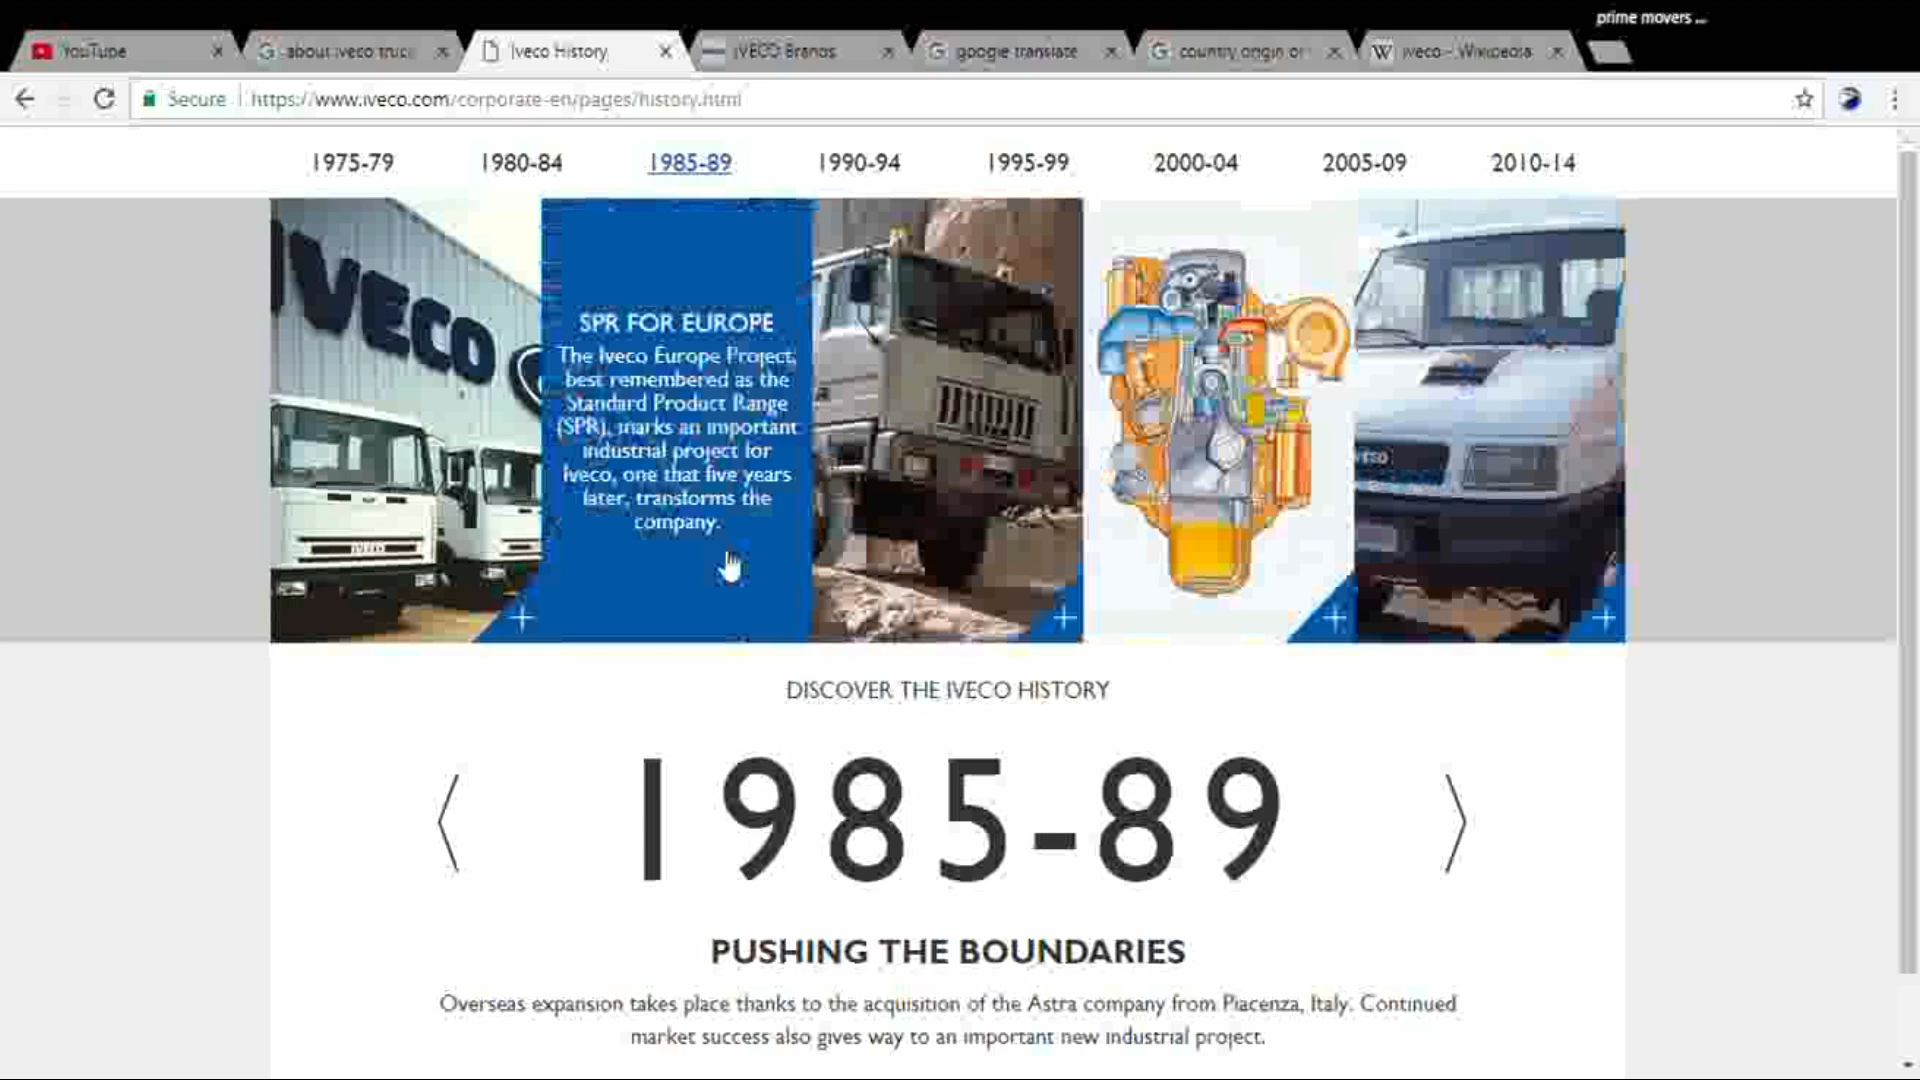 prime movers ...
YouTube
about iveco truc
Iveco History
IVECO Brands
google translate
country origin of
Iveco - Wikipedia
Secure https://www.iveco.com/corporate-en/pages/history.html
1975-79 1980-84 1985-89 1990-94 1995-99 2000-04 2005-09 2010-14
IVECO
IVECO
SPR FOR EUROPE
The Iveco Europe Project,
best remembered as the
Standard Product Range
(SPR), marks an important
industrial project for
Iveco, one that five years
later, transforms the
company.
IVECO
DISCOVER THE IVECO HISTORY
1985-89
PUSHING THE BOUNDARIES
Overseas expansion takes place thanks to the acquisition of the Astra company from Piacenza, Italy. Continued
market success also gives way to an important new industrial project.